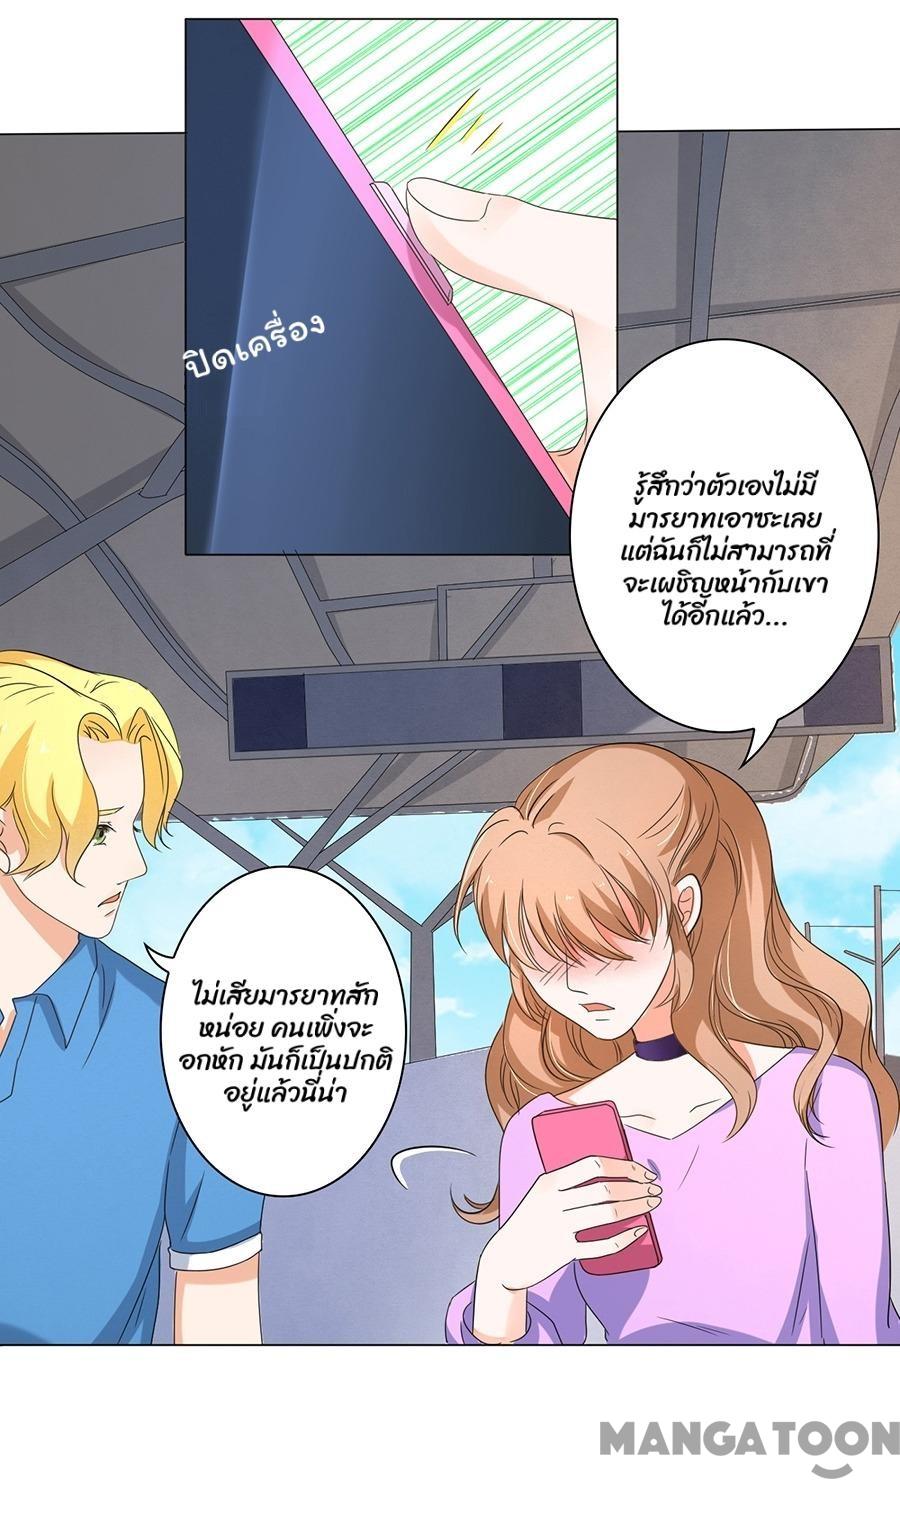 ปิดเครื่อง
รู้สึกว่าตัวเองไม่มี
มารยาทเอาซะเลย
แต่ฉันก็ไม่สามารถที่
จะเผชิญหน้ากับเขา
ได้อีกแล้ว...
ไม่เสียมารยาทสัก
หน่อย คนเพิ่งจะ
อกหัก มันก็เป็นปกติ
อยู่แล้วนี่น่า
MANGATOON